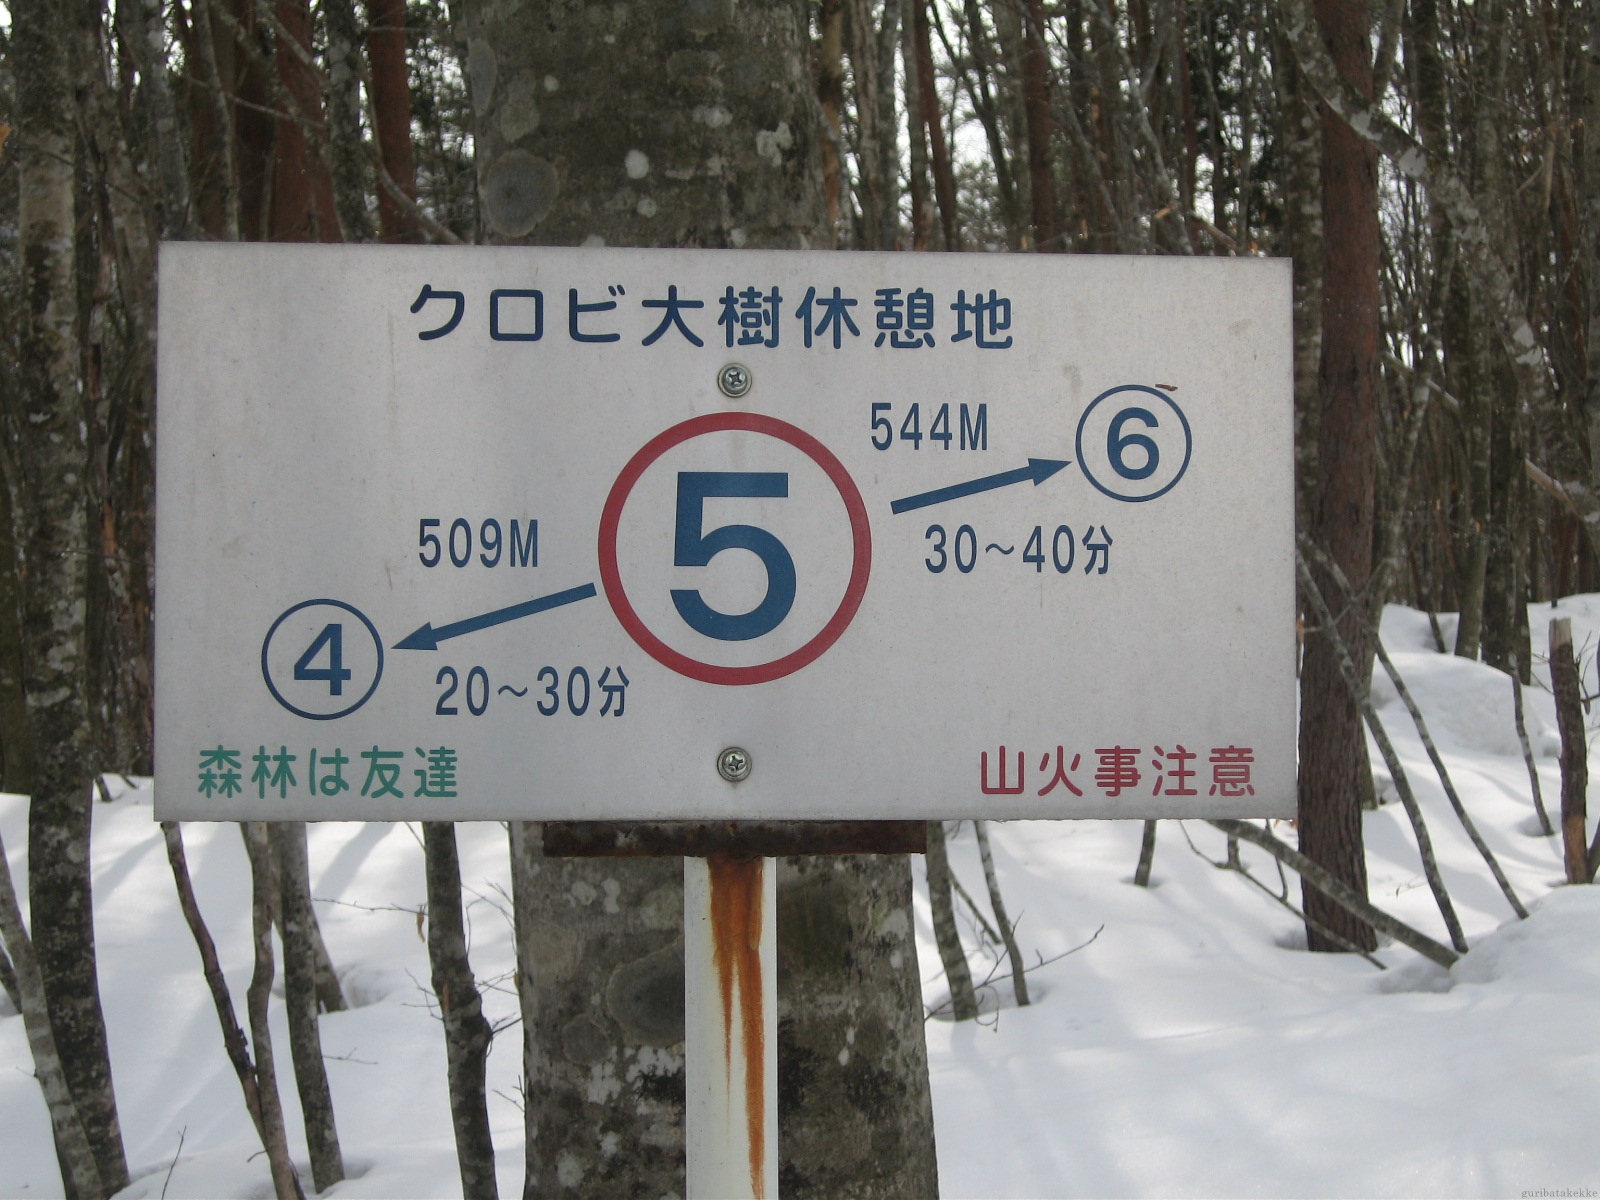 クロビ大樹休憩地
544M
6
30～40分
5
509M
4
20～30分
森林は友達
山火事注意
guribatakekke